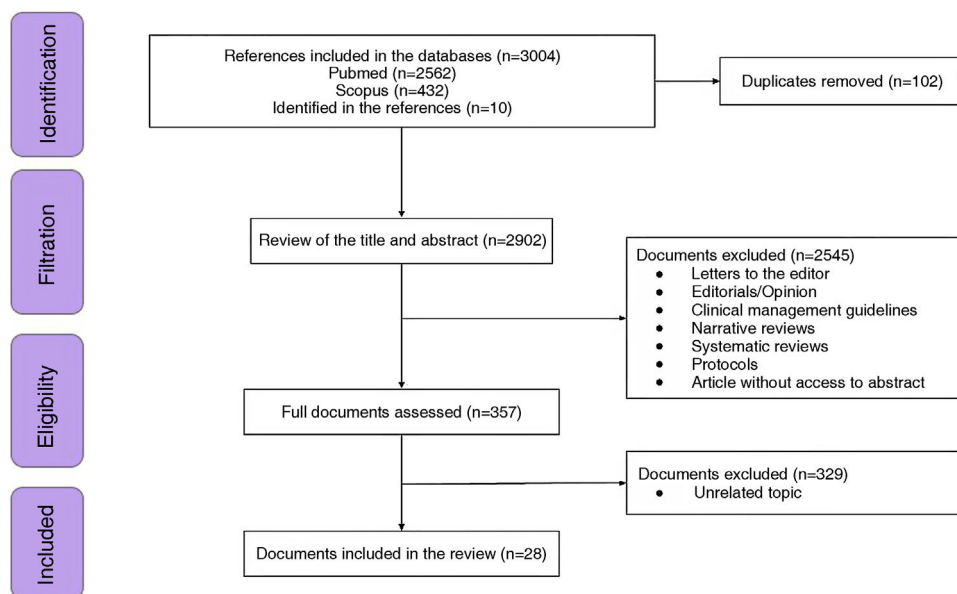 Identification
References included in the databases (n=3004)
Pubmed (n=2562)
Scopus (n=432)
Identified in the references (n=10)
Duplicates removed (n=102)
Filtration
Review of the title and abstract (n=2902)
Documents excluded (n=2545)
● Letters to the editor
● Editorials/Opinion
● Clinical management guidelines
● Narrative reviews
● Systematic reviews
● Protocols
● Article without access to abstract
Eligibility
Full documents assessed (n=357)
Documents excluded (n=329)
● Unrelated topic
Included
Documents included in the review (n=28)